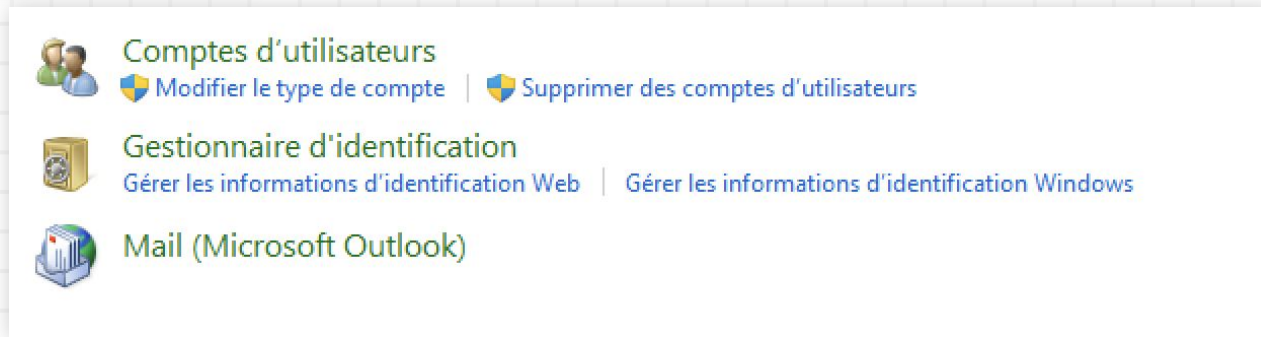 Comptes d’utilisateurs
Modifier le type de compte | Supprimer des comptes d’utilisateurs
Gestionnaire d'identification
Gérer les informations d’identification Web | Gérer les informations d’identification Windows
Mail (Microsoft Outlook)